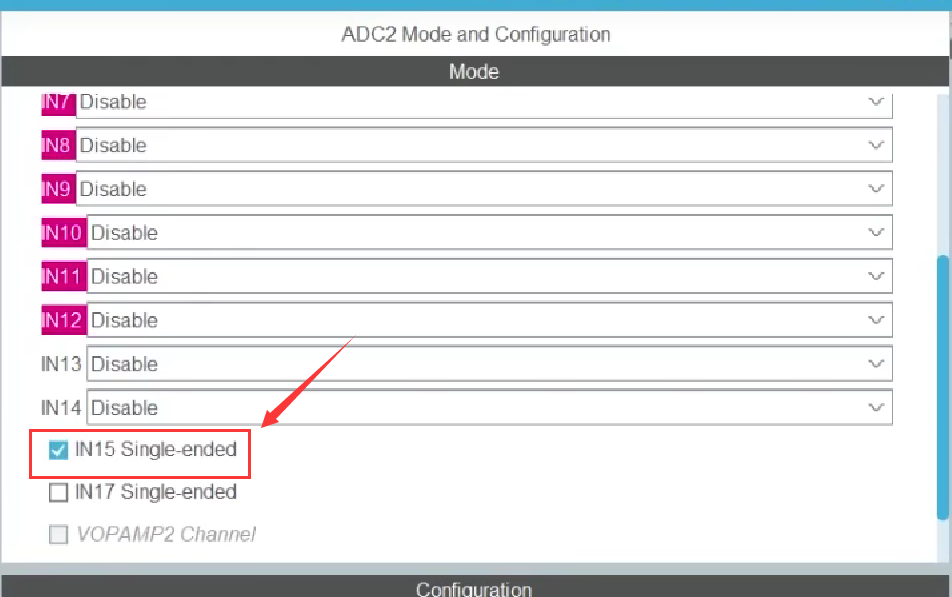 ADC2 Mode and Configuration
Mode
IN7 Disable
IN8 Disable
IN9 Disable
IN10 Disable
IN11 Disable
IN12 Disable
IN13 Disable
IN14 Disable
IN15 Single-ended
IN17 Single-ended
VOPAMP2 Channel
Configuration